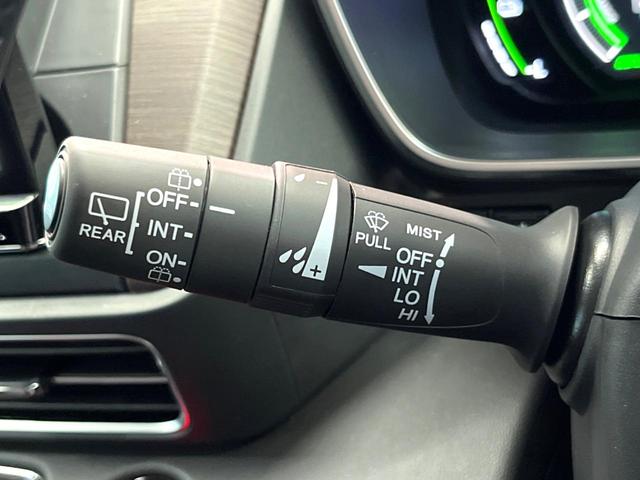 OFF
INT
ON
REAR
- 
+
PULL
MIST
OFF
INT
LO
HI